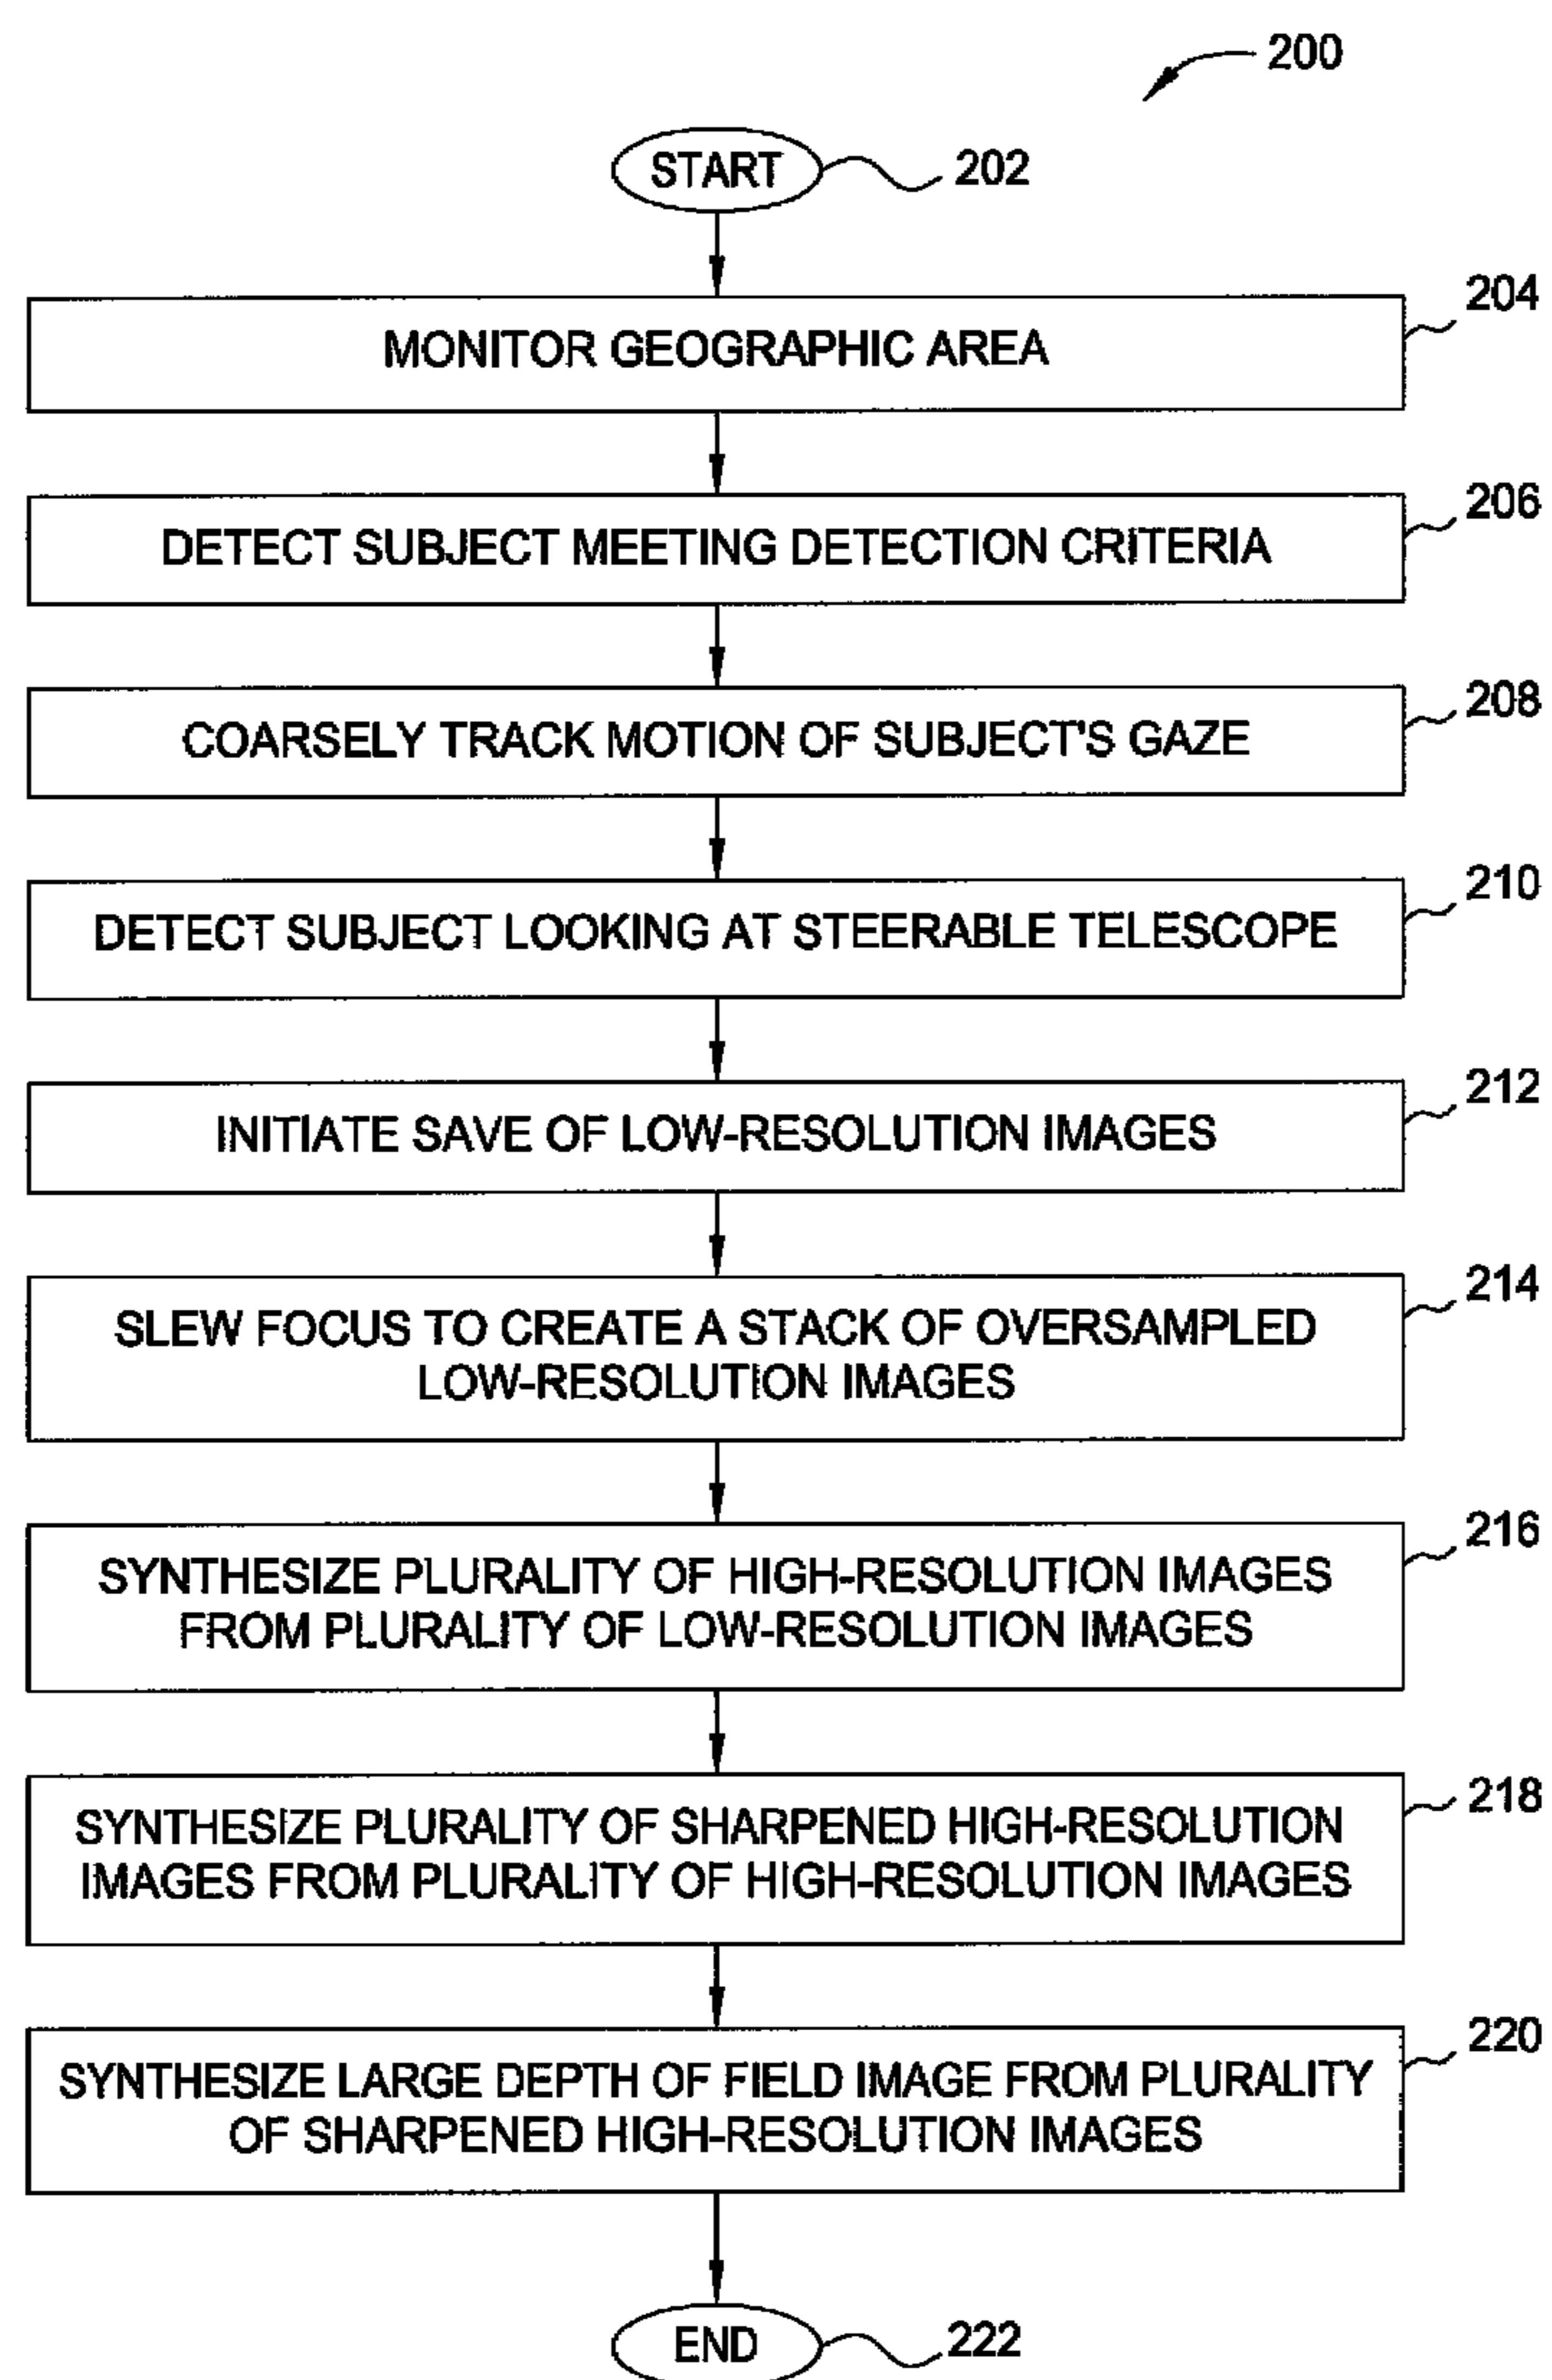 200
START
202
204
MONITOR GEOGRAPHIC AREA
206
DETECT SUBJECT MEETING DETECTION CRITERIA
208
COARSELY TRACK MOTION OF SUBJECT'S GAZE
210
DETECT SUBJECT LOOKING AT STEERABLE TELESCOPE
212
INITIATE SAVE OF LOW-RESOLUTION IMAGES
214
SLEW FOCUS TO CREATE A STACK OF OVERSAMPLED
LOW-RESOLUTION IMAGES
216
SYNTHESIZE PLURALITY OF HIGH-RESOLUTION IMAGES
FROM PLURALITY OF LOW-RESOLUTION IMAGES
218
SYNTHESIZE PLURALITY OF SHARPENED HIGH-RESOLUTION
IMAGES FROM PLURALITY OF HIGH-RESOLUTION IMAGES
220
SYNTHESIZE LARGE DEPTH OF FIELD IMAGE FROM PLURALITY
OF SHARPENED HIGH-RESOLUTION IMAGES
END
222